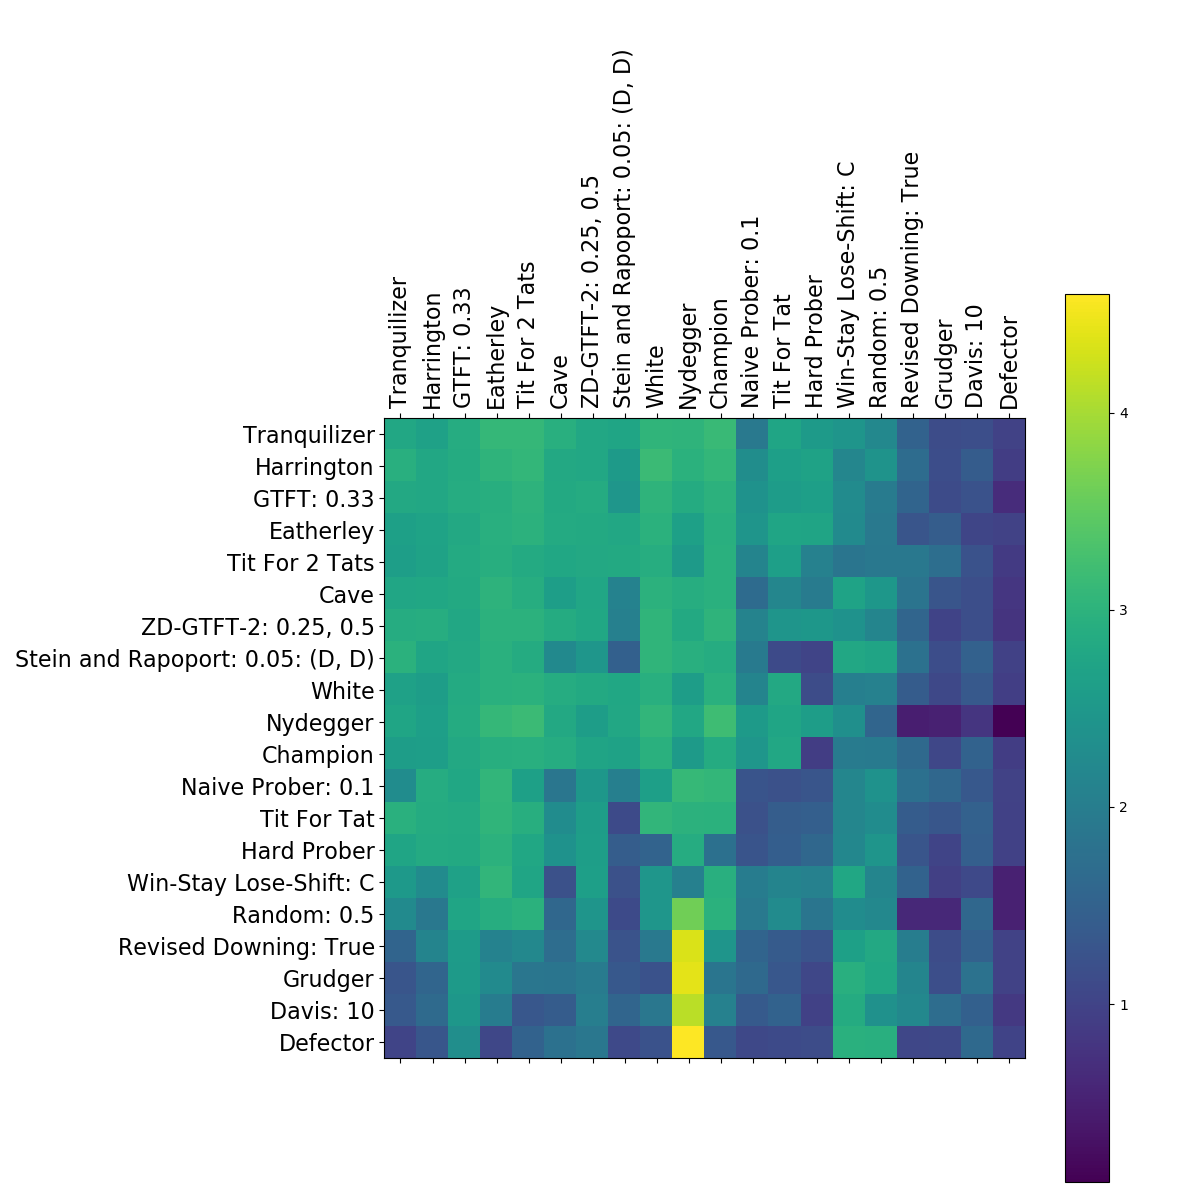 Tranquilizer
Harrington
GTFT: 0.33
Eatherley
Tit For 2 Tats
Cave
ZD-GTFT-2: 0.25, 0.5
Stein and Rapoport: 0.05: (D, D)
White
Nydegger
Champion
Naive Prober: 0.1
Tit For Tat
Hard Prober
Win-Stay Lose-Shift: C
Random: 0.5
Revised Downing: True
Grudger
Davis: 10
Defector
Tranquilizer
Harrington
GTFT: 0.33
Eatherley
Tit For 2 Tats
Cave
ZD-GTFT-2: 0.25, 0.5
Stein and Rapoport: 0.05: (D, D)
White
Nydegger
Champion
Naive Prober: 0.1
Tit For Tat
Hard Prober
Win-Stay Lose-Shift: C
Random: 0.5
Revised Downing: True
Grudger
Davis: 10
Defector
4
3
2
1